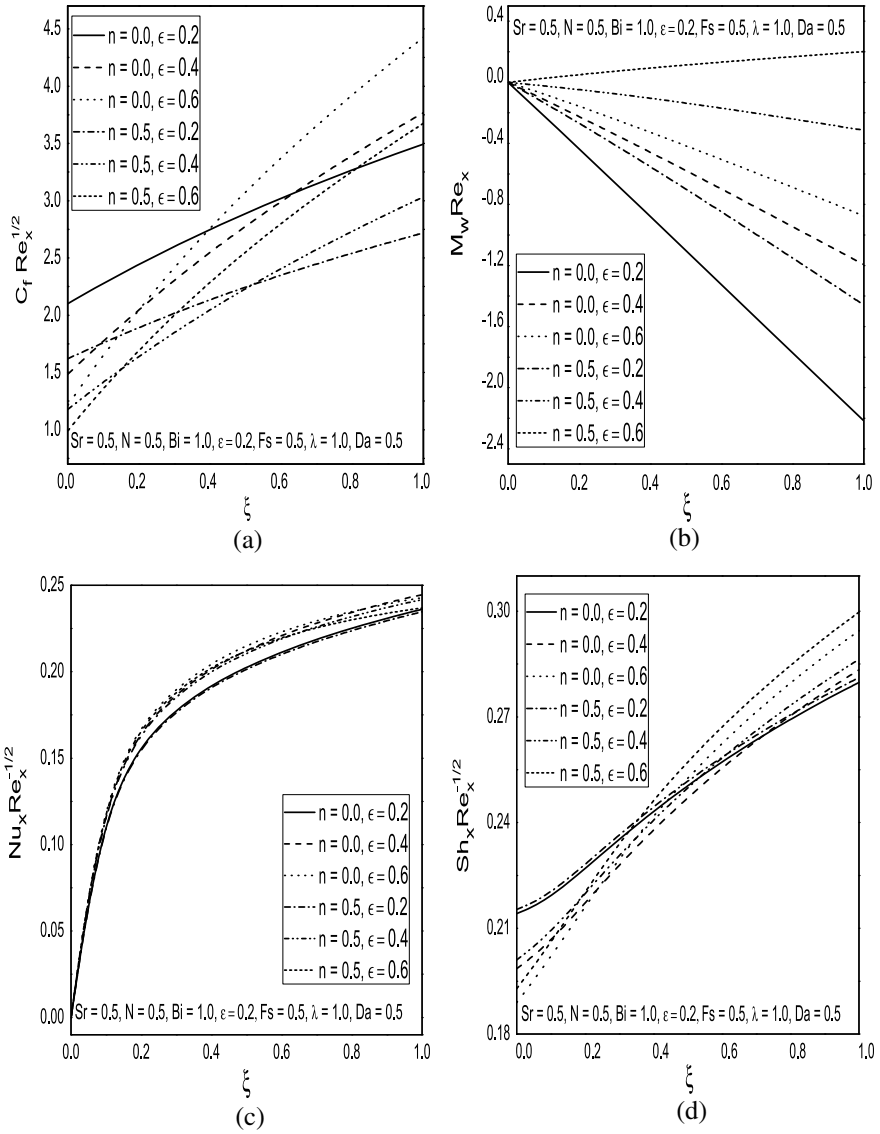 4.5
4.0
3.5
3.0
2.5
2.0
1.5
1.0
C_f Re_x^{1/2}
n = 0.0, ϵ = 0.2
n = 0.0, ϵ = 0.4
n = 0.0, ϵ = 0.6
n = 0.5, ϵ = 0.2
n = 0.5, ϵ = 0.4
n = 0.5, ϵ = 0.6
Sr = 0.5, N = 0.5, Bi = 1.0, ε = 0.2, Fs = 0.5, λ = 1.0, Da = 0.5
0.0 0.2 0.4 0.6 0.8 1.0
ξ
(a)
0.4
0.0
-0.4
-0.8
-1.2
-1.6
-2.0
-2.4
M_w Re_x
Sr = 0.5, N = 0.5, Bi = 1.0, ε = 0.2, Fs = 0.5, λ = 1.0, Da = 0.5
n = 0.0, ϵ = 0.2
n = 0.0, ϵ = 0.4
n = 0.0, ϵ = 0.6
n = 0.5, ϵ = 0.2
n = 0.5, ϵ = 0.4
n = 0.5, ϵ = 0.6
0.0 0.2 0.4 0.6 0.8 1.0
ξ
(b)
0.25
0.20
0.15
0.10
0.05
0.00
Nu_x Re_x^{-1/2}
n = 0.0, ϵ = 0.2
n = 0.0, ϵ = 0.4
n = 0.0, ϵ = 0.6
n = 0.5, ϵ = 0.2
n = 0.5, ϵ = 0.4
n = 0.5, ϵ = 0.6
Sr = 0.5, N = 0.5, Bi = 1.0, ε = 0.2, Fs = 0.5, λ = 1.0, Da = 0.5
0.0 0.2 0.4 0.6 0.8 1.0
ξ
(c)
0.30
0.27
0.24
0.21
0.18
Sh_x Re_x^{-1/2}
n = 0.0, ϵ = 0.2
n = 0.0, ϵ = 0.4
n = 0.0, ϵ = 0.6
n = 0.5, ϵ = 0.2
n = 0.5, ϵ = 0.4
n = 0.5, ϵ = 0.6
Sr = 0.5, N = 0.5, Bi = 1.0, ε = 0.2, Fs = 0.5, λ = 1.0, Da = 0.5
0.0 0.2 0.4 0.6 0.8 1.0
ξ
(d)